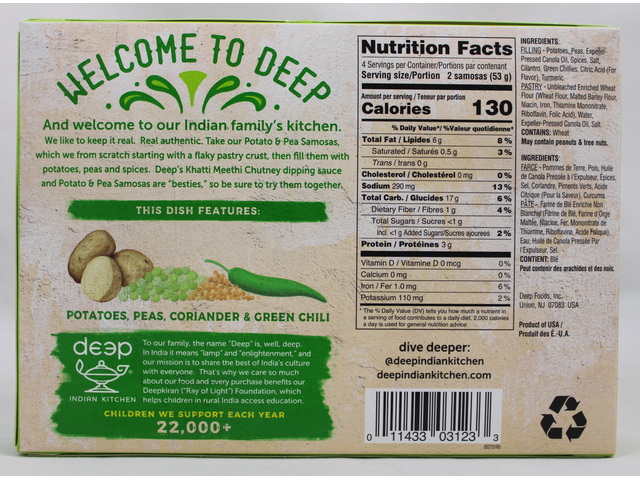 WELCOME TO DEEP
And welcome to our Indian family's kitchen.
We like to keep it real. Real authentic. Take our Potato & Pea Samosas,
which we from scratch starting with a flaky pastry crust, then fill them with
potatoes, peas and spices. Deep's Khatti Meethi Chutney dipping sauce
and Potato & Pea Samosas are "besties," so be sure to try them together.
THIS DISH FEATURES:
POTATOES, PEAS, CORIANDER & GREEN CHILI
deep
INDIAN KITCHEN
To our family, the name "Deep" is, well, deep.
In India it means "lamp" and "enlightenment," and
our mission is to share the best of India's culture
with everyone. That's why we care so much
about our food and every purchase benefits our
Deepkiran ("Ray of Light") Foundation, which
helps children in rural India access education.
CHILDREN WE SUPPORT EACH YEAR
22,000+
Nutrition Facts
4 Servings per Container/Portions par contenant
Serving size/Portion 2 samosas (53 g)
Amount per serving / Teneur par portion
Calories 130
% Daily Value*/ %Valeur quotidienne*
Total Fat / Lipides 6 g 8 %
Saturated / Saturés 0.5 g 3 %
Trans / trans 0 g
Cholesterol / Cholestérol 0 mg 0 %
Sodium 290 mg 13 %
Total Carb. / Glucides 17 g 6 %
Dietary Fiber / Fibres 1 g 4 %
Total Sugars / Sucres <1 g
Incl. <1 g Added Sugars/Sucres ajourees 2 %
Protein / Protéines 3 g
Vitamin D / Vitamine D 0 mcg 0 %
Calcium 0 mg 0 %
Iron / Fer 1.0 mg 6 %
Potassium 110 mg 2 %
* The % Daily Value (DV) tells you how much a nutrient in
a serving of food contributes to a daily diet. 2,000 calories
a day is used for general nutrition advice.
dive deeper:
@deepindiankitchen
deepindiankitchen.com
0 11433 03123 3
INGREDIENTS:
FILLING - Potatoes, Peas, Expeller-
Pressed Canola Oil, Spices, Salt,
Cilantro, Green Chillies, Citric Acid (For
Flavor), Turmeric.
PASTRY - Unbleached Enriched Wheat
Flour (Wheat Flour, Malted Barley Flour,
Niacin, Iron, Thiamine Mononitrate,
Riboflavin, Folic Acid), Water,
Expeller-Pressed Canola Oil, Salt.
CONTAINS: Wheat
May contain peanuts & tree nuts.
INGRÉDIENTS:
FARCE - Pommes de Terre, Pois, Huile
de Canola Pressée à l'Expulseur, Épices,
Sel, Coriandre, Piments Verts, Acide
Citrique (Pour la Saveur), Curcuma.
PÂTE - Farine de Blé Enrichie Non
Blanchie (Farine de Blé, Farine d'Orge
Maltée, Niacine, Fer, Mononitrate de
Thiamine, Riboflavine, Acide Folique),
Eau, Huile de Canola Pressée Par
l'Expulseur, Sel.
CONTIENT: Blé
Peut contenir des arachides et des noix.
Deep Foods, Inc.
Union, NJ 07083 USA
Product of USA /
Produit des É.-U.A.